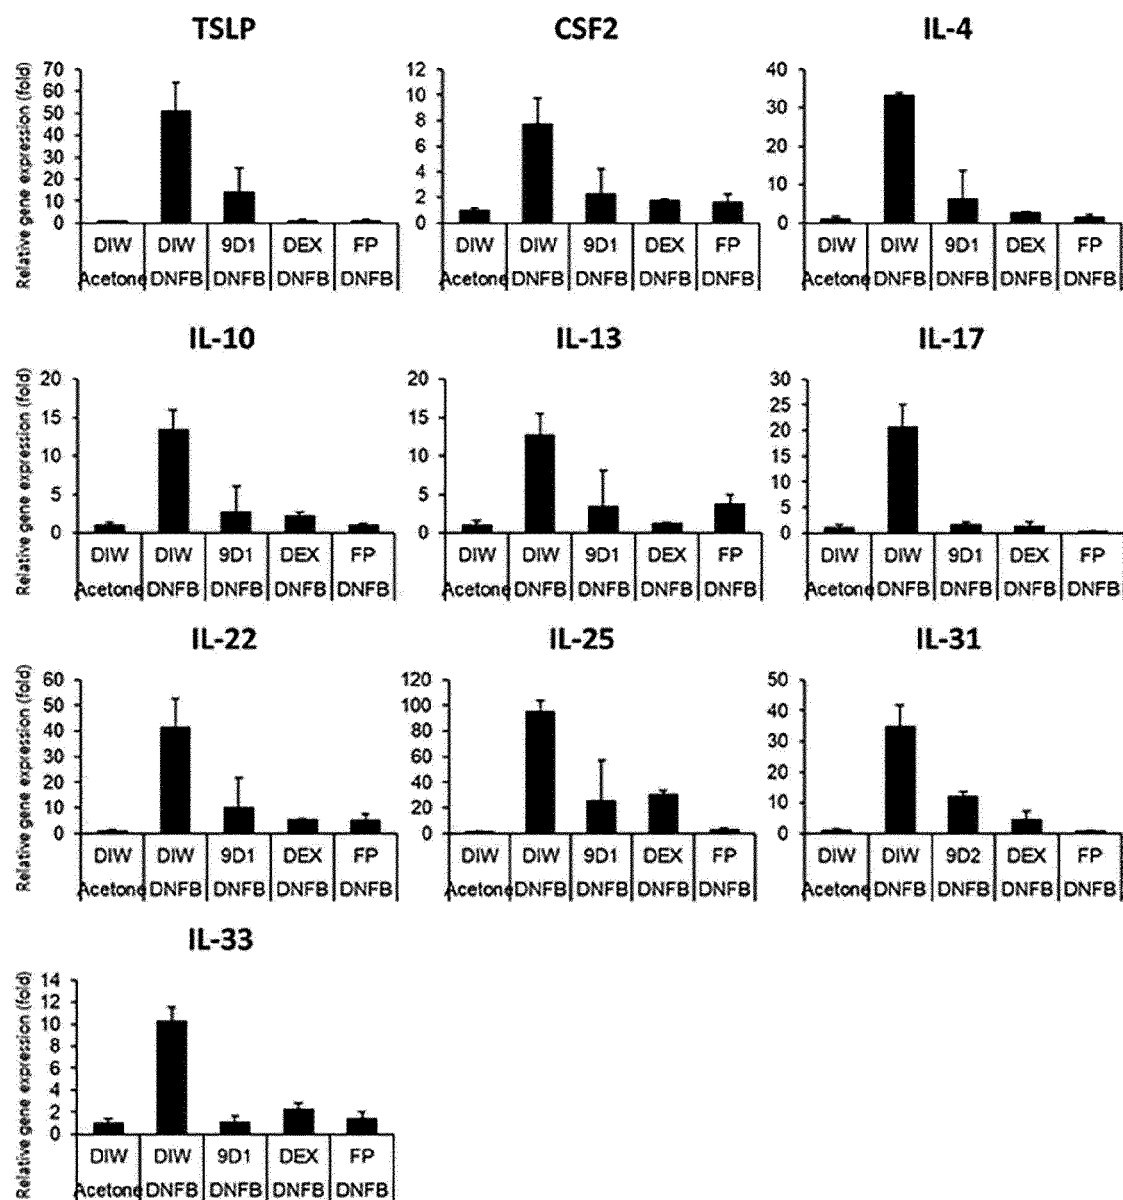 TSLP CSF2 IL-4
Relative gene expression (fold)
70 60 50 40 30 20 10 0
12 10 8 6 4 2 0
40 30 20 10 0
DIW DIW 9D1 DEX FP DIW DIW 9D1 DEX FP DIW DIW 9D1 DEX FP
Acetone DNFB DNFB DNFB DNFB Acetone DNFB DNFB DNFB DNFB Acetone DNFB DNFB DNFB DNFB
IL-10 IL-13 IL-17
Relative gene expression (fold)
20 15 10 5 0
20 15 10 5 0
30 25 20 15 10 5 0
DIW DIW 9D1 DEX FP DIW DIW 9D1 DEX FP DIW DIW 9D1 DEX FP
Acetone DNFB DNFB DNFB DNFB Acetone DNFB DNFB DNFB DNFB Acetone DNFB DNFB DNFB DNFB
IL-22 IL-25 IL-31
Relative gene expression (fold)
60 50 40 30 20 10 0
120 100 80 60 40 20 0
50 40 30 20 10 0
DIW DIW 9D1 DEX FP DIW DIW 9D1 DEX FP DIW DIW 9D2 DEX FP
Acetone DNFB DNFB DNFB DNFB Acetone DNFB DNFB DNFB DNFB Acetone DNFB DNFB DNFB DNFB
IL-33
Relative gene expression (fold)
14 12 10 8 6 4 2 0
DIW DIW 9D1 DEX FP
Acetone DNFB DNFB DNFB DNFB